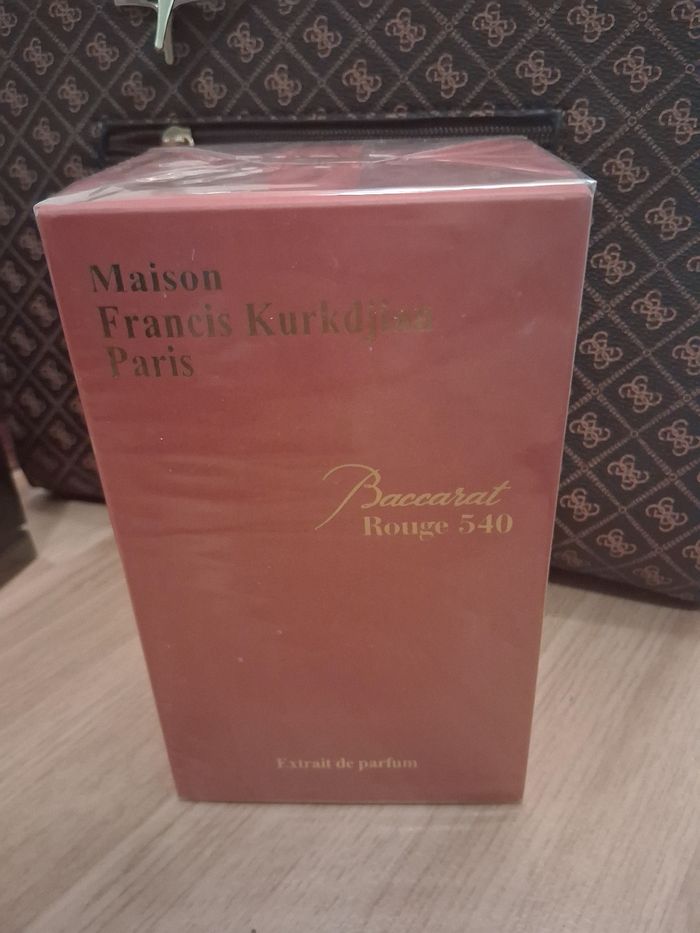 Maison
Francis Kurkdjian
Paris
Baccarat
Rouge 540
Extrait de parfum